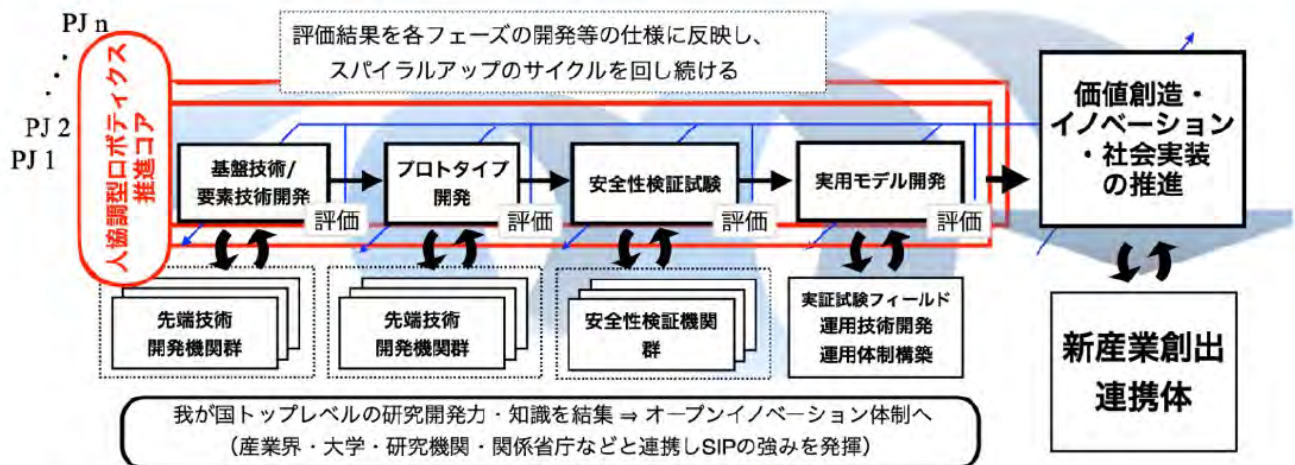 PJ n
PJ 2
PJ 1
人協調型ロボティクス
推進コア
評価結果を各フェーズの開発等の仕様に反映し、
スパイラルアップのサイクルを回し続ける
基盤技術/
要素技術開発
評価
プロトタイプ
開発
評価
安全性検証試験
評価
実用モデル開発
評価
価値創造・
イノベーション
・社会実装
の推進
先端技術
開発機関群
先端技術
開発機関群
安全性検証機関
群
実証試験フィールド
運用技術開発
運用体制構築
新産業創出
連携体
我が国トップレベルの研究開発力・知識を結集 ⇒ オープンイノベーション体制へ
（産業界・大学・研究機関・関係省庁などと連携しSIPの強みを発揮）